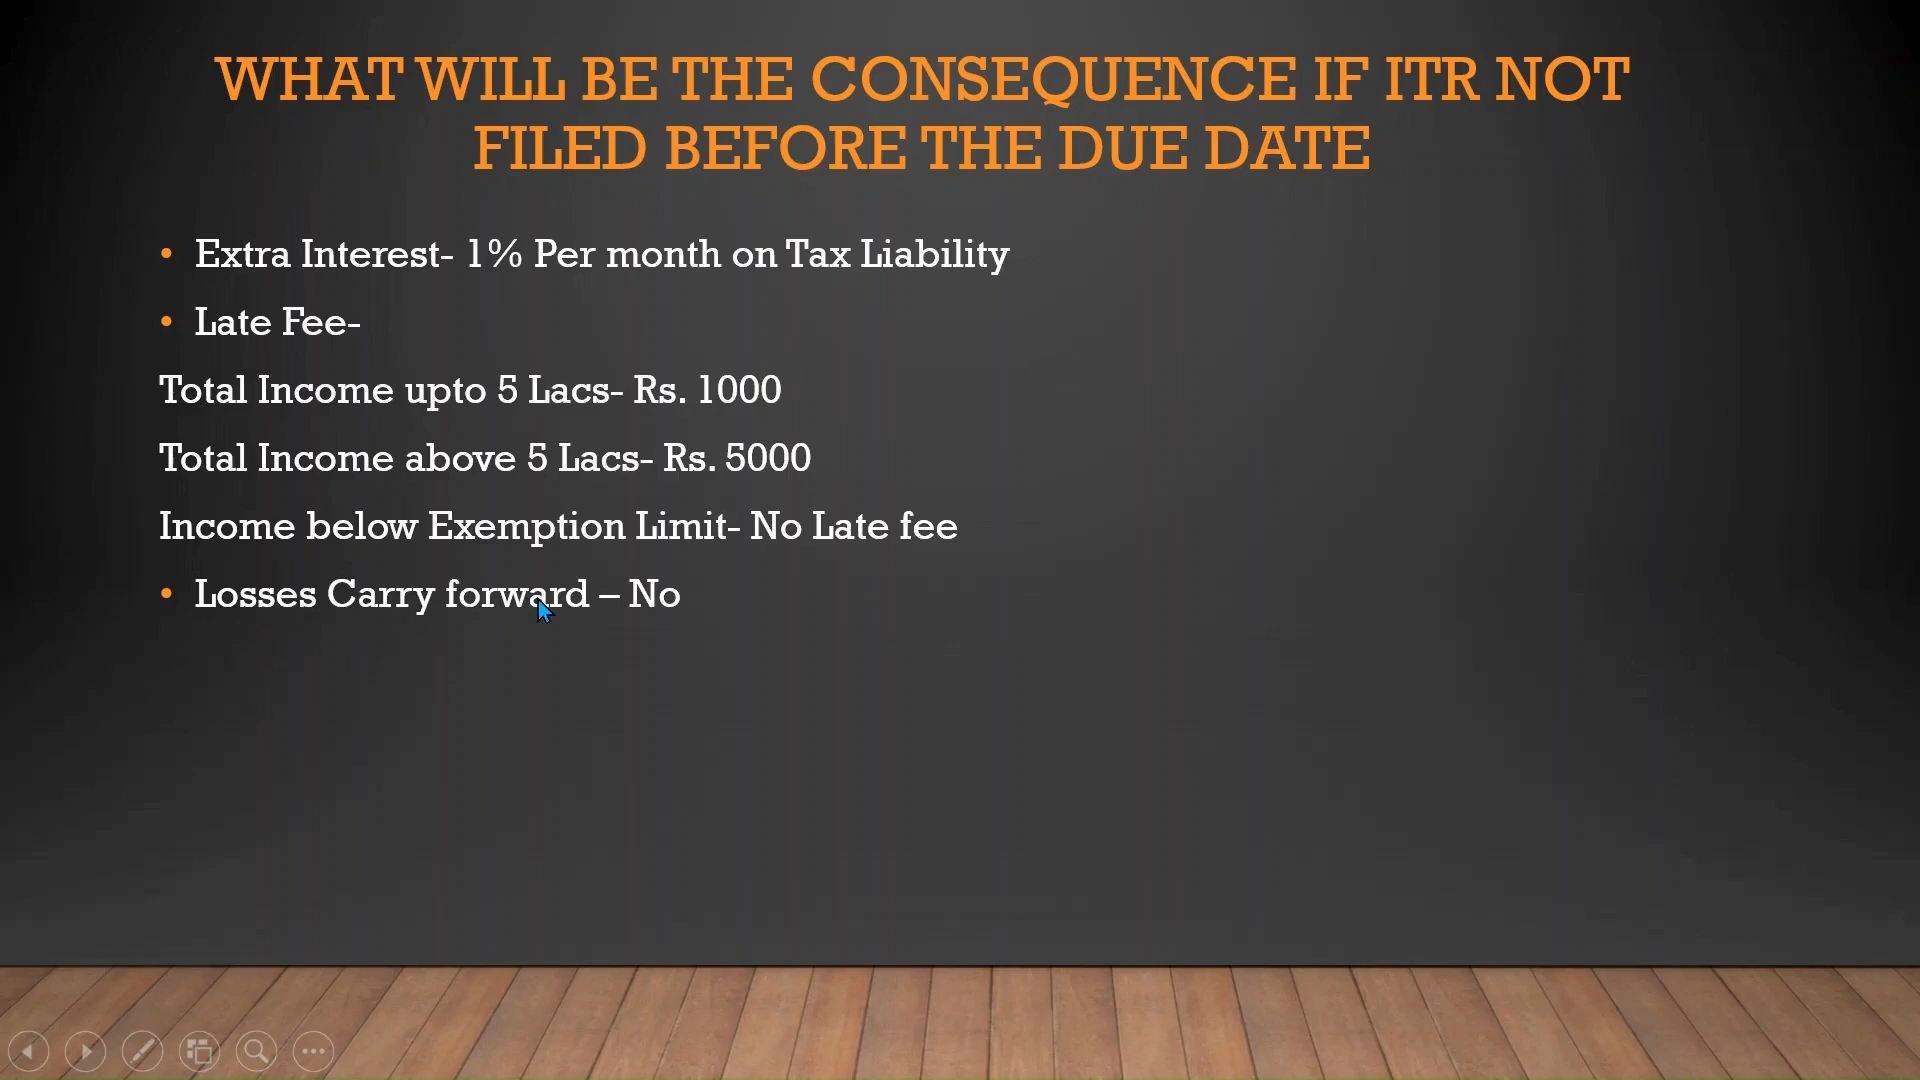 WHAT WILL BE THE CONSEQUENCE IF ITR NOT
FILED BEFORE THE DUE DATE
• Extra Interest- 1% Per month on Tax Liability
• Late Fee-
Total Income upto 5 Lacs- Rs. 1000
Total Income above 5 Lacs- Rs. 5000
Income below Exemption Limit- No Late fee
• Losses Carry forward – No